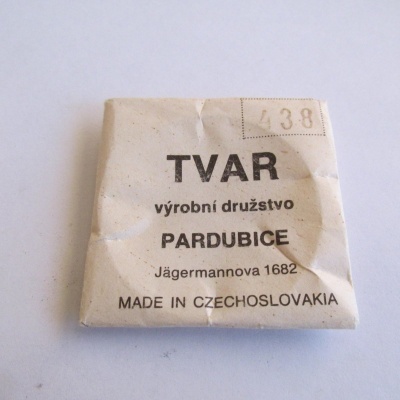 438
TVAR
výrobní družstvo
PARDUBICE
Jägermannova 1682
MADE IN CZECHOSLOVAKIA